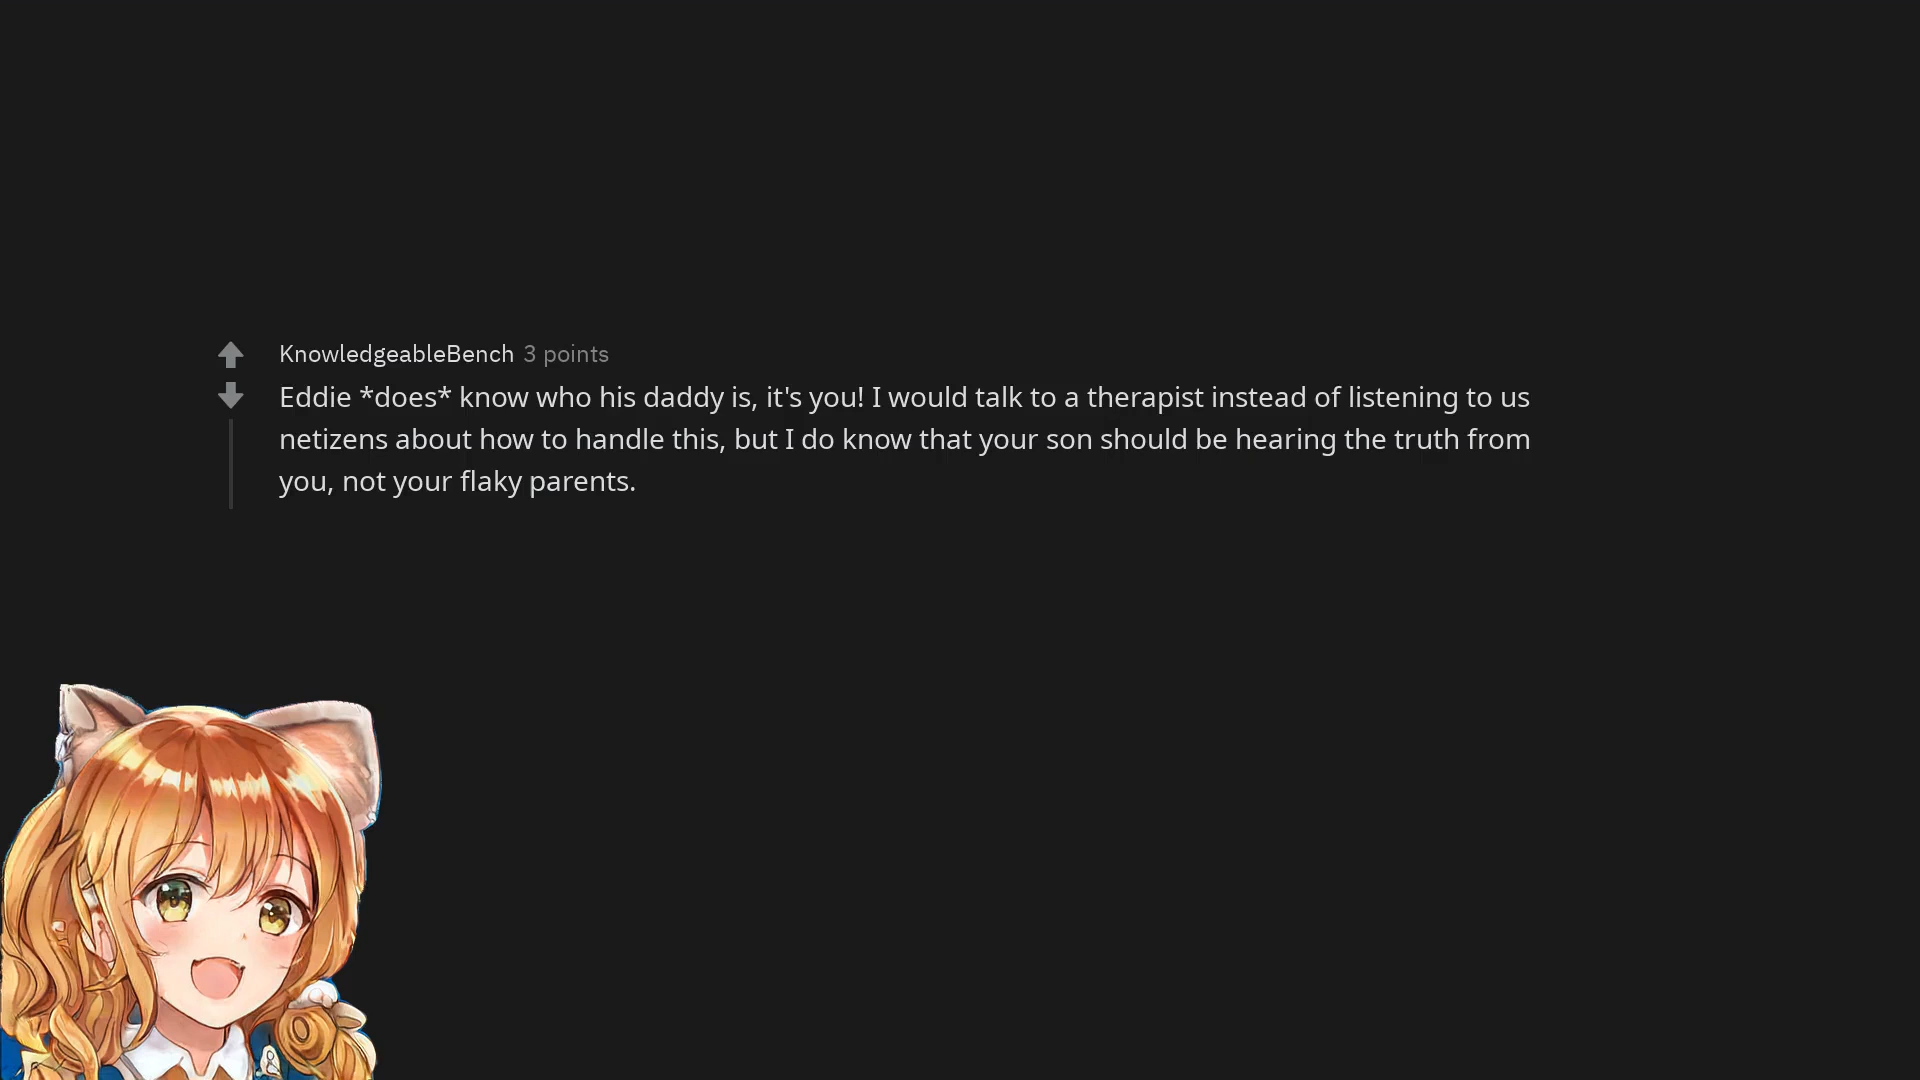 KnowledgeableBench 3 points
Eddie *does* know who his daddy is, it's you! I would talk to a therapist instead of listening to us
netizens about how to handle this, but I do know that your son should be hearing the truth from
you, not your flaky parents.